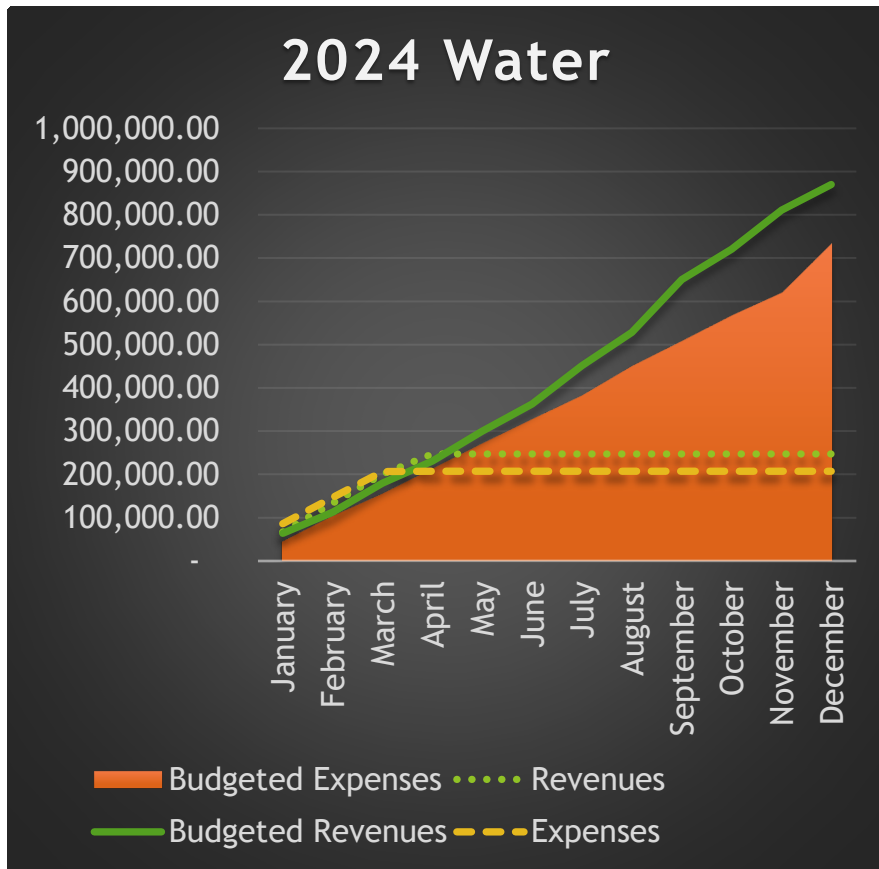 2024 Water
1,000,000.00
900,000.00
800,000.00
700,000.00
600,000.00
500,000.00
400,000.00
300,000.00
200,000.00
100,000.00
-
January
February
March
April
May
June
July
August
September
October
November
December
Budgeted Expenses
Revenues
Budgeted Revenues
Expenses